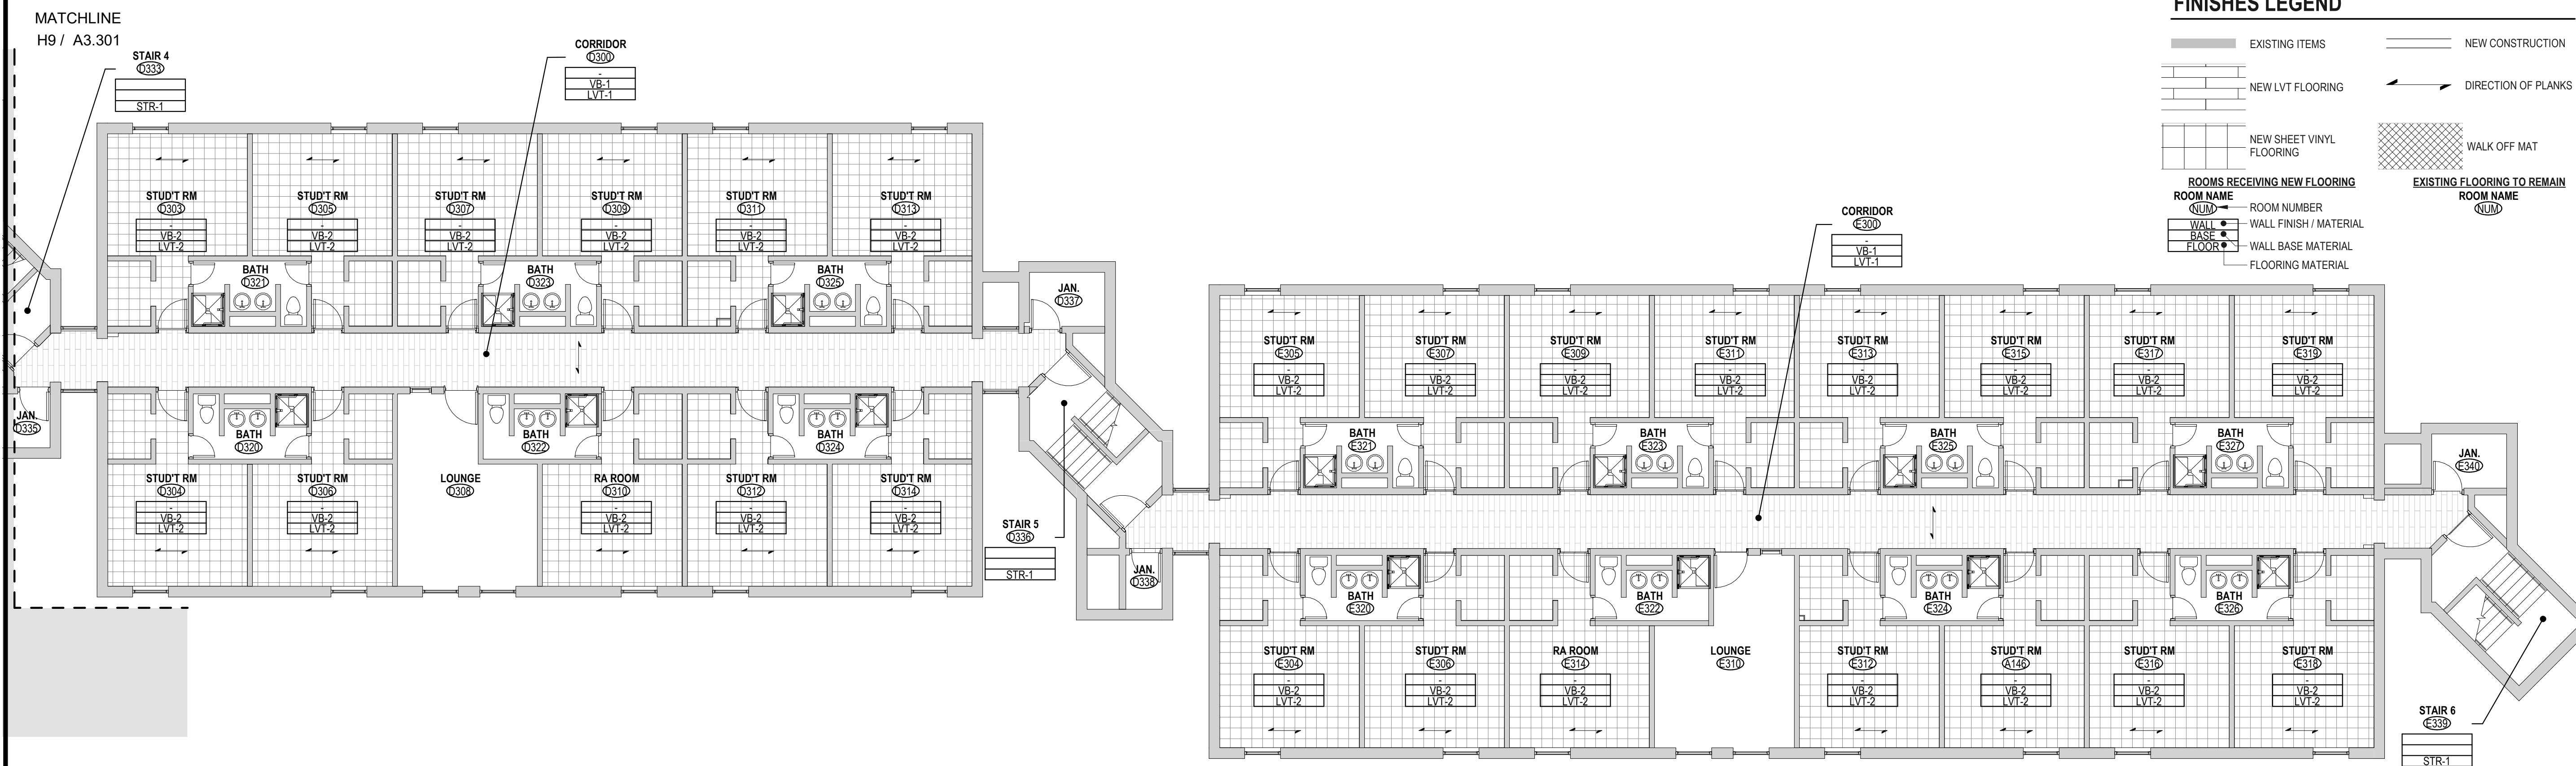 MATCHLINE
H9 / A3.301
STAIR 4
D333
STR-1
CORRIDOR
D300
-
VB-1
LVT-1
STUD'T RM
D303
-
VB-2
LVT-2
STUD'T RM
D305
-
VB-2
LVT-2
STUD'T RM
D307
-
VB-2
LVT-2
STUD'T RM
D309
-
VB-2
LVT-2
STUD'T RM
D311
-
VB-2
LVT-2
STUD'T RM
D313
-
VB-2
LVT-2
BATH
D321
BATH
D323
BATH
D325
JAN.
D337
JAN.
D335
BATH
D320
BATH
D322
BATH
D324
STUD'T RM
D304
-
VB-2
LVT-2
STUD'T RM
D306
-
VB-2
LVT-2
LOUNGE
D308
RA ROOM
D310
-
VB-2
LVT-2
STUD'T RM
D312
-
VB-2
LVT-2
STUD'T RM
D314
-
VB-2
LVT-2
STAIR 5
D336
STR-1
JAN.
D338
CORRIDOR
E300
-
VB-1
LVT-1
STUD'T RM
E305
-
VB-2
LVT-2
STUD'T RM
E307
-
VB-2
LVT-2
STUD'T RM
E309
-
VB-2
LVT-2
STUD'T RM
E311
-
VB-2
LVT-2
STUD'T RM
E313
-
VB-2
LVT-2
STUD'T RM
E315
-
VB-2
LVT-2
STUD'T RM
E317
-
VB-2
LVT-2
STUD'T RM
E319
-
VB-2
LVT-2
BATH
E321
BATH
E323
BATH
E325
BATH
E327
JAN.
E340
BATH
E320
BATH
E322
BATH
E324
BATH
E326
STUD'T RM
E304
-
VB-2
LVT-2
STUD'T RM
E306
-
VB-2
LVT-2
RA ROOM
E314
-
VB-2
LVT-2
LOUNGE
E310
STUD'T RM
E312
-
VB-2
LVT-2
STUD'T RM
A146
-
VB-2
LVT-2
STUD'T RM
E316
-
VB-2
LVT-2
STUD'T RM
E318
-
VB-2
LVT-2
STAIR 6
E339
STR-1
FINISHES LEGEND
EXISTING ITEMS
NEW CONSTRUCTION
NEW LVT FLOORING
DIRECTION OF PLANKS
NEW SHEET VINYL
FLOORING
WALK OFF MAT
ROOMS RECEIVING NEW FLOORING
ROOM NAME
NUM
ROOM NUMBER
WALL
WALL FINISH / MATERIAL
BASE
WALL BASE MATERIAL
FLOOR
FLOORING MATERIAL
EXISTING FLOORING TO REMAIN
ROOM NAME
NUM